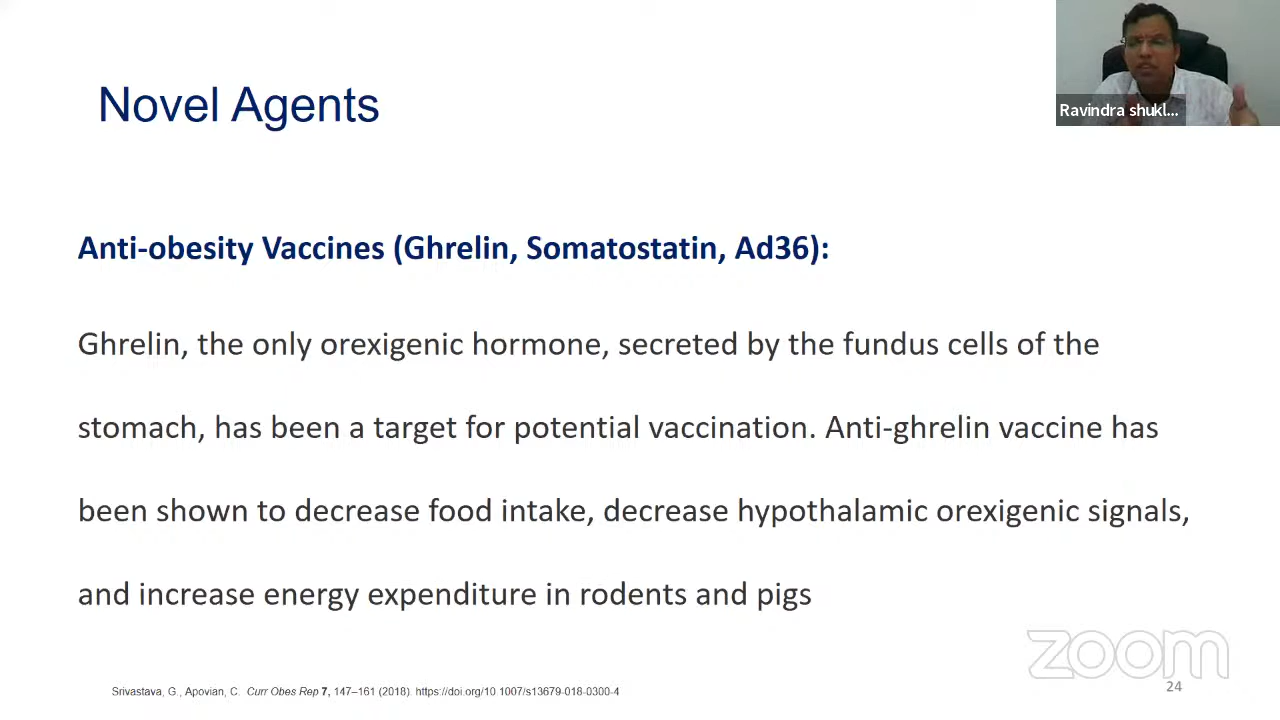 Ravindra shukl...
Novel Agents
Anti-obesity Vaccines (Ghrelin, Somatostatin, Ad36):
Ghrelin, the only orexigenic hormone, secreted by the fundus cells of the
stomach, has been a target for potential vaccination. Anti-ghrelin vaccine has
been shown to decrease food intake, decrease hypothalamic orexigenic signals,
and increase energy expenditure in rodents and pigs
zoom
24
Srivastava, G., Apovian, C. Curr Obes Rep 7, 147–161 (2018). https://doi.org/10.1007/s13679-018-0300-4